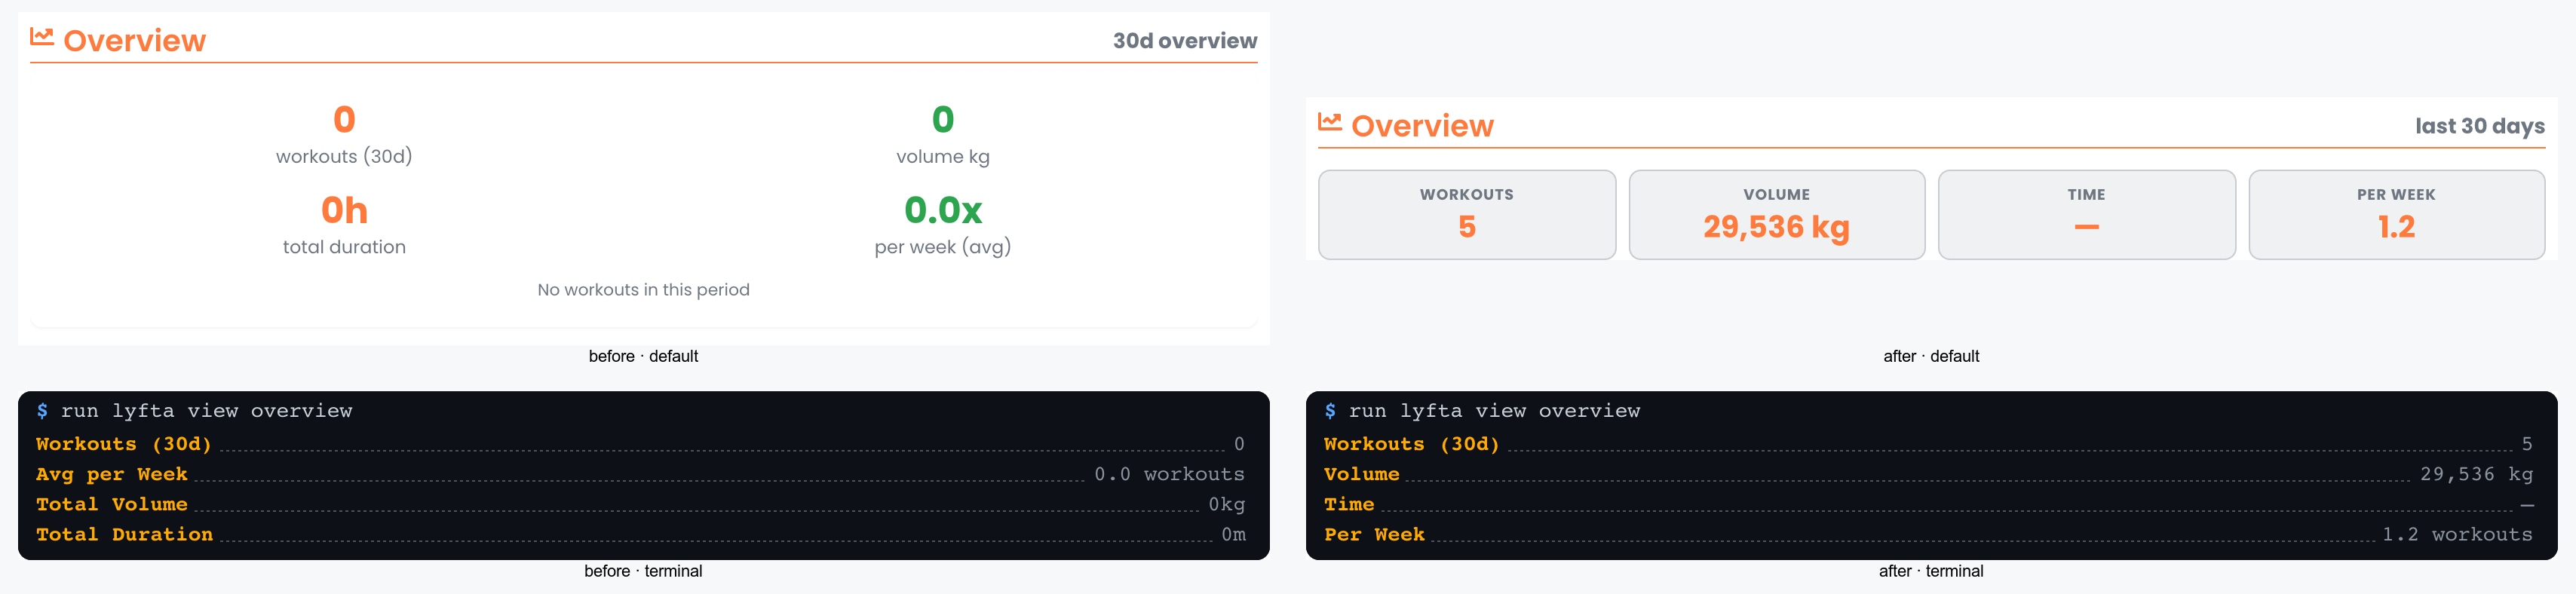 Overview
30d overview
0
0
workouts (30d)
volume kg
0h
0.0x
total duration
per week (avg)
No workouts in this period
before · default
Overview
last 30 days
WORKOUTS
VOLUME
TIME
PER WEEK
5
29,536 kg
—
1.2
after · default
$ run lyfta view overview
Workouts (30d) 0
Avg per Week 0.0 workouts
Total Volume 0kg
Total Duration 0m
before · terminal
$ run lyfta view overview
Workouts (30d) 5
Volume 29,536 kg
Time —
Per Week 1.2 workouts
after · terminal